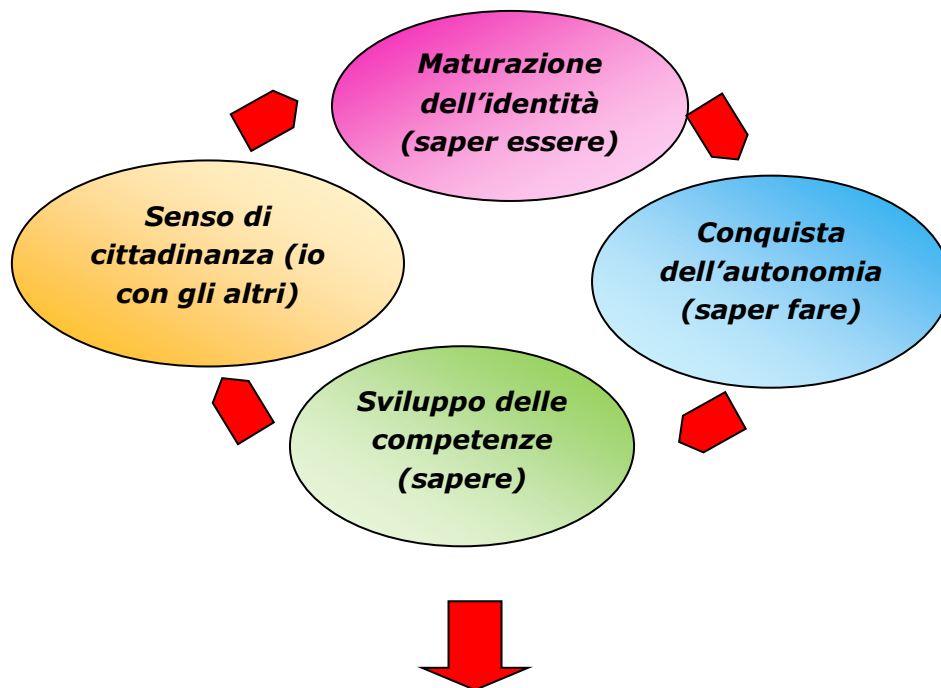 Maturazione
dell’identità
(saper essere)
Senso di
cittadinanza (io
con gli altri)
Conquista
dell’autonomia
(saper fare)
Sviluppo delle
competenze
(sapere)